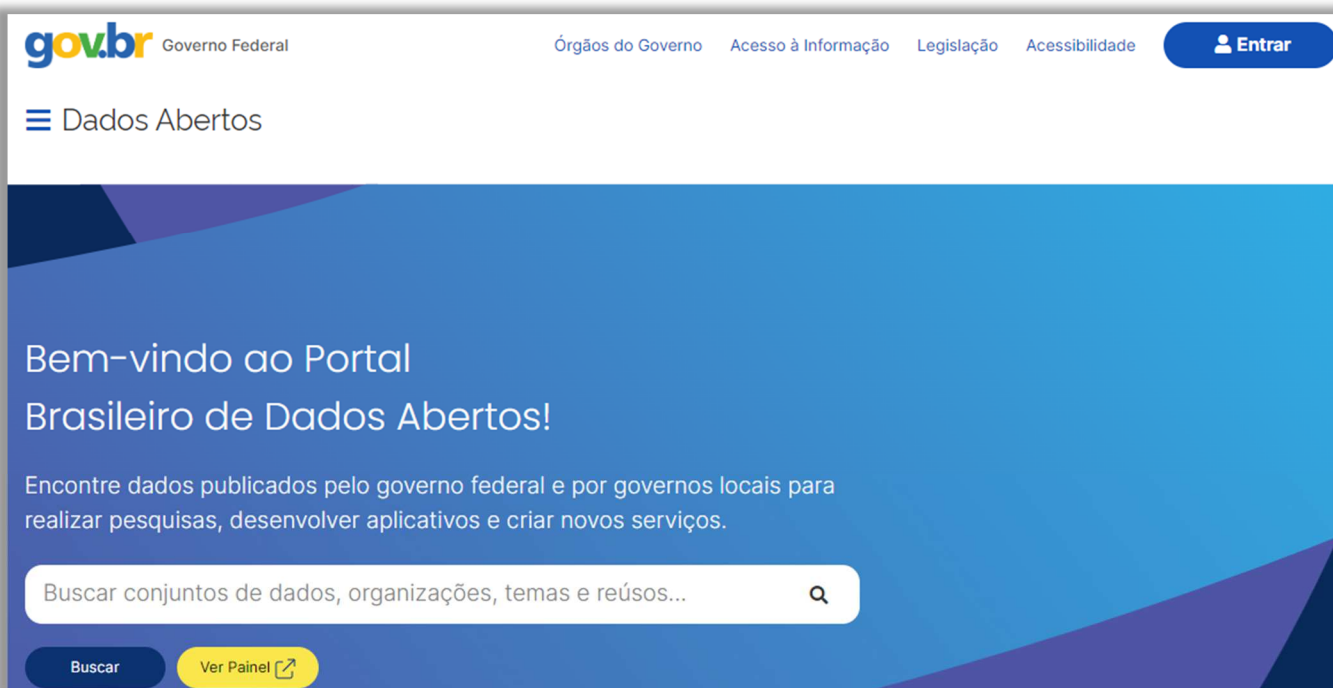 gov.br Governo Federal Órgãos do Governo Acesso à Informação Legislação Acessibilidade Entrar
Dados Abertos
Bem-vindo ao Portal
Brasileiro de Dados Abertos!
Encontre dados publicados pelo governo federal e por governos locais para
realizar pesquisas, desenvolver aplicativos e criar novos serviços.
Buscar conjuntos de dados, organizações, temas e reúsos...
Buscar Ver Painel